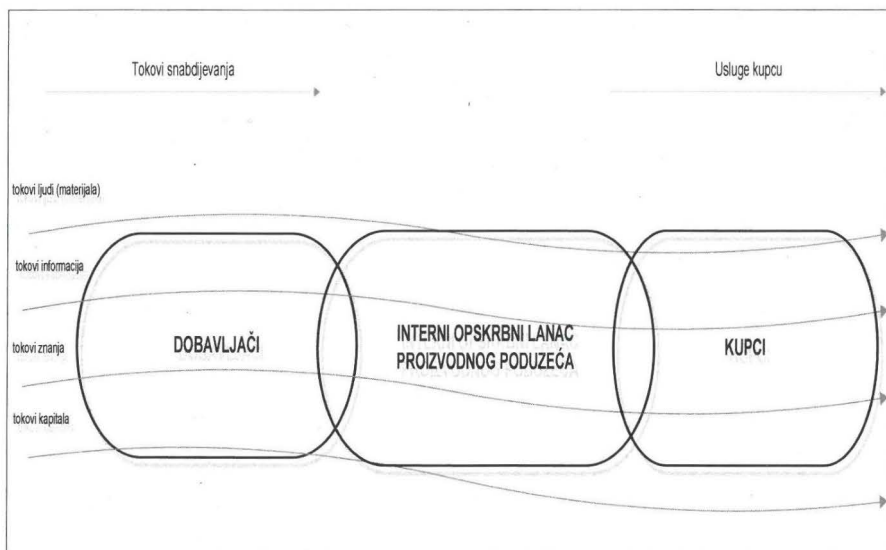 Tokovi snabdijevanja
Usluge kupcu
tokovi ljudi (materijala)
tokovi informacija
tokovi znanja
tokovi kapitala
DOBAVLJAČI
INTERNI OPSKRBNI LANAC
PROIZVODNOG PODUZEĆA
KUPCI